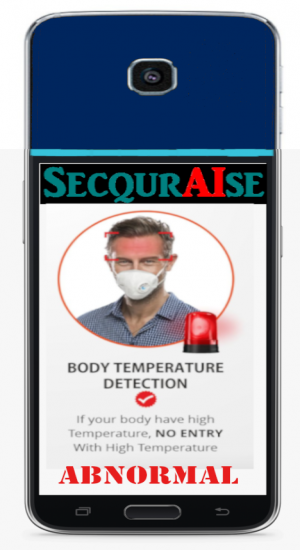 SECQURAISE
BODY TEMPERATURE
DETECTION
If your body have high
Temperature, NO ENTRY
With High Temperature
ABNORMAL